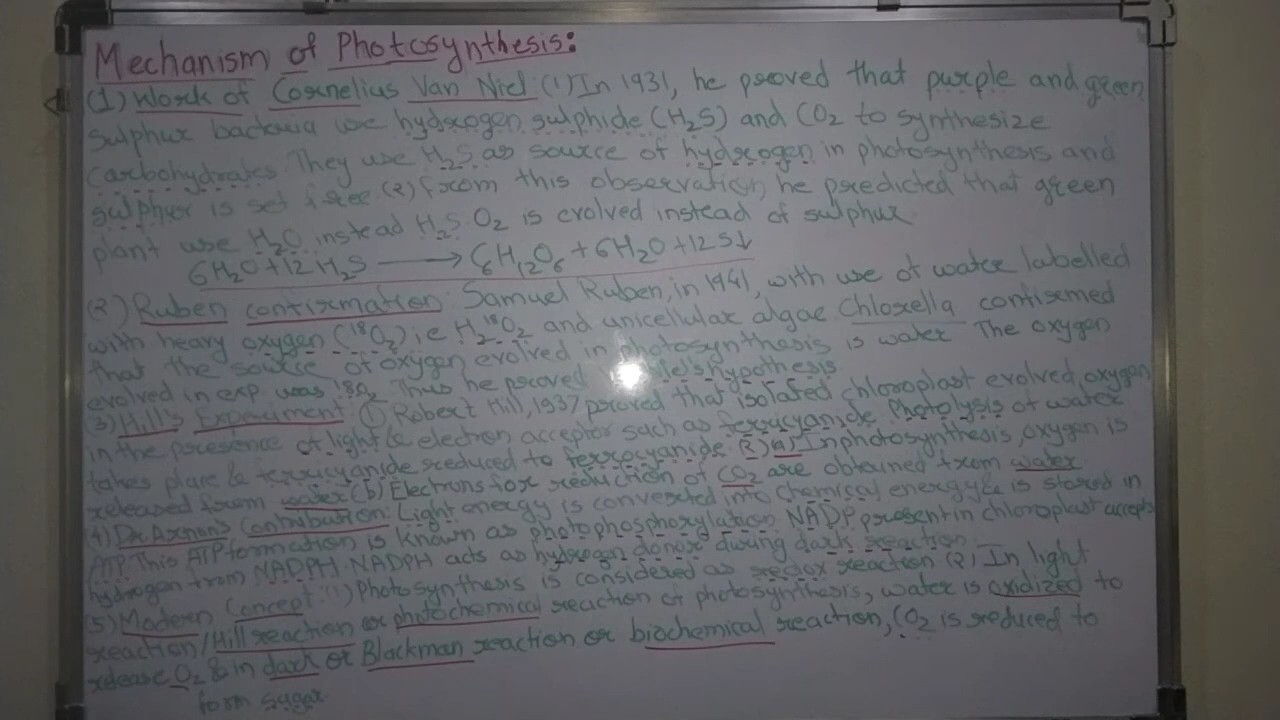 Mechanism of Photosynthesis:
(1) Work of Cornelius Van Niel (1) In 1931, he proved that purple and green
sulphur bacteria use hydrogen sulphide (H₂S) and CO₂ to synthesize
carbohydrates. They use H₂S as source of hydrogen in photosynthesis and
sulphur is set free (2) from this observation, he predicted that green
plant use H₂O instead H₂S. O₂ is evolved instead of sulphur
6H₂O + 12H₂S → C₆H₁₂O₆ + 6H₂O + 12S↓
(2) Ruben confirmation: Samuel Ruben, in 1941, with use of water labelled
with heavy oxygen (¹⁸O₂) ie H₂¹⁸O₂ and unicellular algae Chlorella confirmed
that the source of oxygen evolved in photosynthesis is water The oxygen
evolved in exp was ¹⁸O₂ Thus he proved hypothesis
(3) Hill's Experiment: (1) Robert Hill, 1937 proved that isolated chloroplast evolved oxygen
in the presence of light & electron acceptor such as ferricyanide. Photolysis of water
takes place & ferricyanide reduced to ferrocyanide. (2) (a) In photosynthesis, oxygen is
released from water (b) Electrons for reduction of CO₂ are obtained from water
(4) Dr. Arnon's Contribution: Light energy is converted into chemical energy & is stored in
ATP. This ATP formation is known as photophosphorylation NADP present in chloroplast accepts
hydrogen from NADPH NADPH acts as hydrogen donor during dark reaction.
(5) Modern Concept: (1) Photosynthesis is considered as redox reaction (2) In light
reaction/Hill reaction or photochemical reaction of photosynthesis, water is oxidized to
release O₂ & in dark or Blackman reaction or biochemical reaction, CO₂ is reduced to
form sugar.